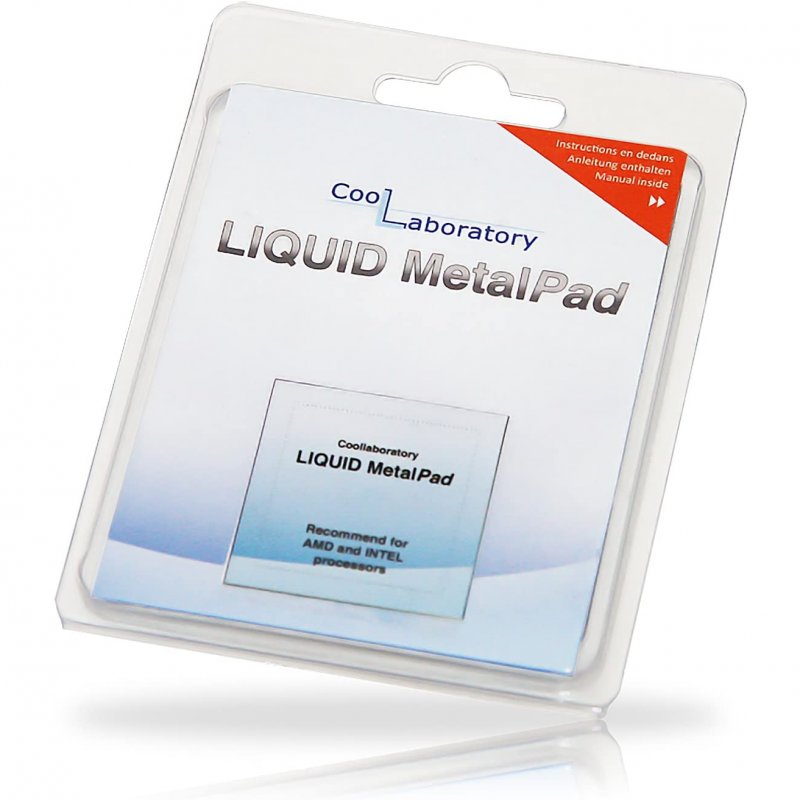 Instructions en dedans
Anleitung enthalten
Manual inside
CooLLaboratory
LIQUID MetalPad
Coollaboratory
LIQUID MetalPad
Recommend for
AMD and INTEL
processors